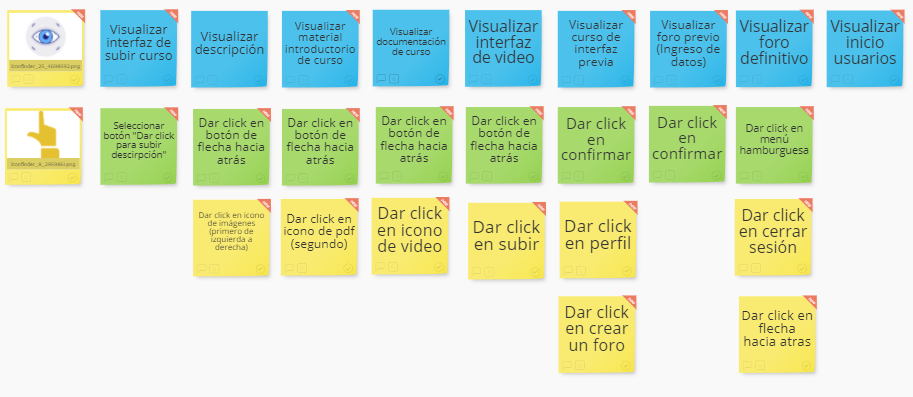 iconfinder_25_4698592.png
Visualizar
interfaz de
subir curso
Visualizar
descripción
Visualizar
material
introductorio
de curso
Visualizar
documentación
de curso
Visualizar
interfaz
de video
Visualizar
curso de
interfaz
previa
Visualizar
foro previo
(Ingreso de
datos)
Visualizar
foro
definitivo
Visualizar
inicio
usuarios
Seleccionar
botón "Dar click
para subir
descirpción"
Dar click en
botón de
flecha hacia
atrás
Dar click en
botón de
flecha hacia
atrás
Dar click en
botón de
flecha hacia
atrás
Dar click en
botón de
flecha hacia
atrás
Dar click
en
confirmar
Dar click
en
confirmar
Dar click en
menú
hamburguesa
Dar click en icono
de imágenes
(primero de
izquierda a
derecha)
Dar click en
icono de pdf
(segundo)
Dar click
en icono
de video
Dar click
en subir
Dar click
en perfil
Dar click
en cerrar
sesión
Dar click
en crear
un foro
Dar click en
flecha
hacia atras